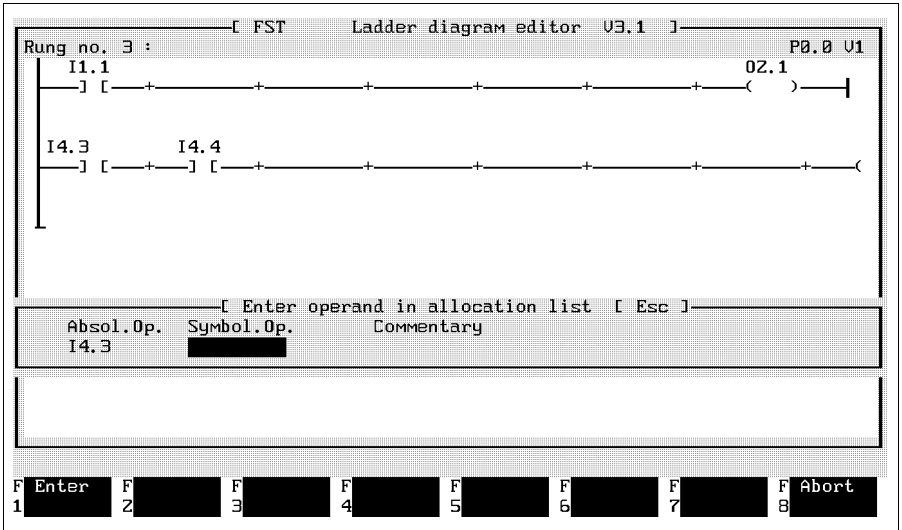 [ FST Ladder diagram editor V3.1 ]
Rung no. 3 : P0.0 V1
I1.1 O2.1
] [ + + + + + + ( )
I4.3 I4.4
] [ + ] [ + + + + + + (
[ Enter operand in allocation list [ Esc ]
Absol.Op. Symbol.Op. Commentary
I4.3
F1 Enter F2 F3 F4 F5 F6 F7 F8 Abort